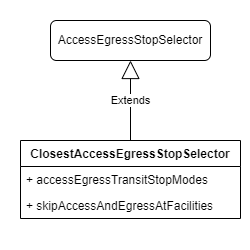 AccessEgressStopSelector
Extends
ClosestAccessEgressStopSelector
+ accessEgressTransitStopModes
+ skipAccessAndEgressAtFacilities